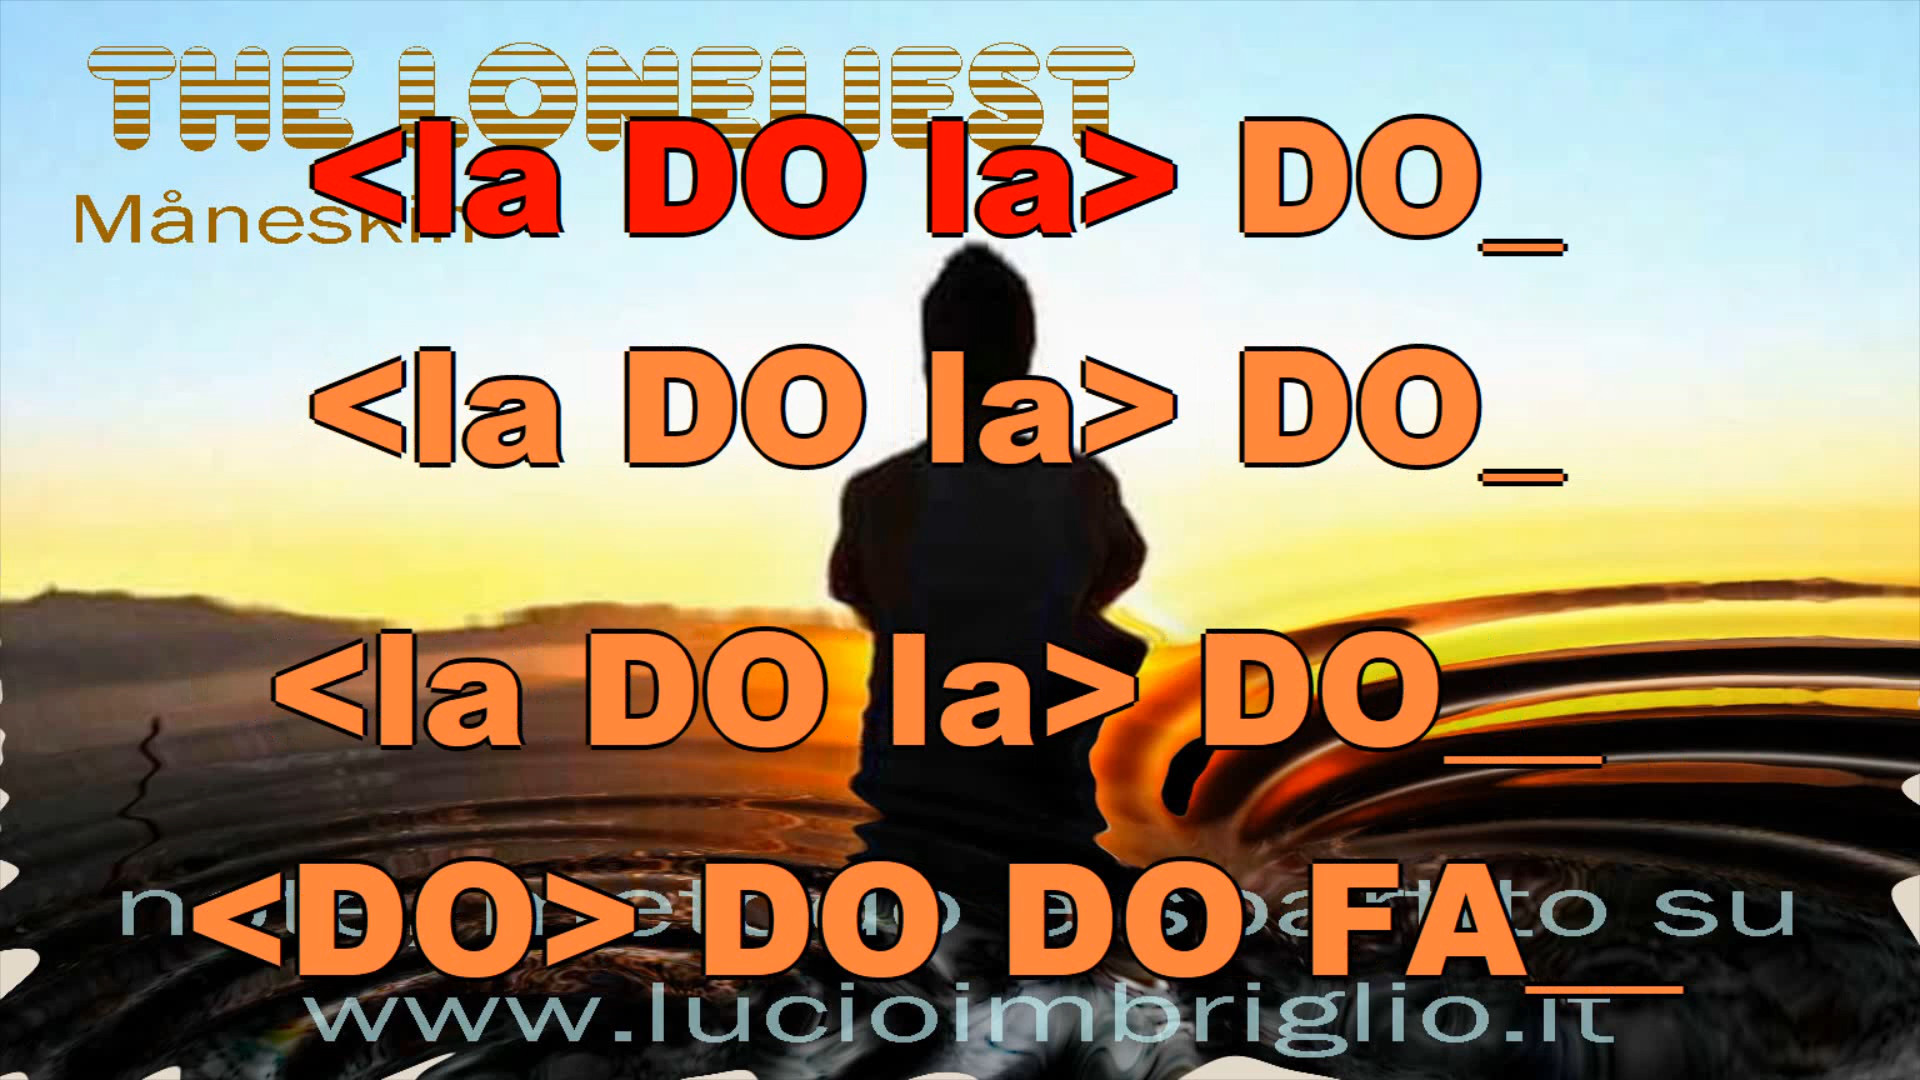 THE LONELIEST
<la DO la> DO_
Måneskin
<la DO la> DO_
<la DO la> DO__
<DO> DO DO FA__
su
www.lucioimbriglio.it